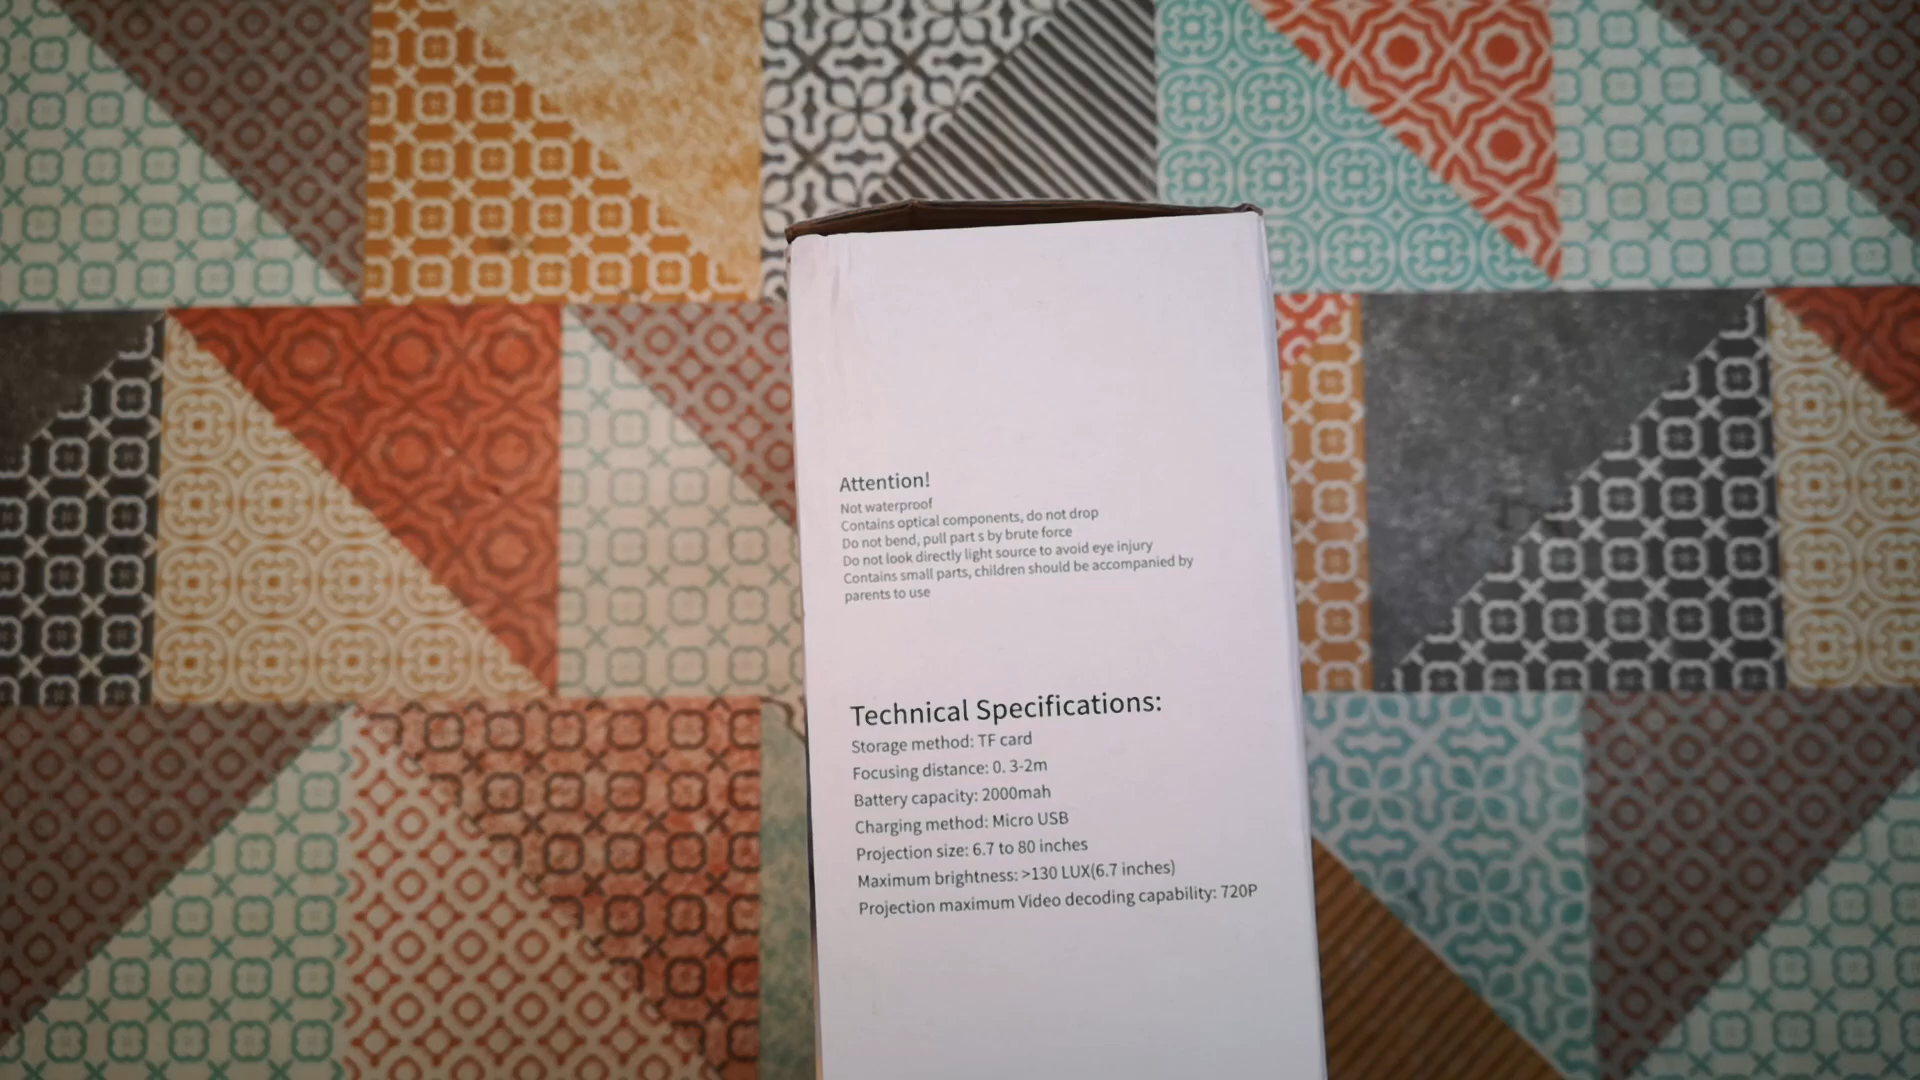 Attention!
Not waterproof
Contains optical components, do not drop
Do not bend, pull part s by brute force
Do not look directly light source to avoid eye injury
Contains small parts, children should be accompanied by
parents to use
Technical Specifications:
Storage method: TF card
Focusing distance: 0. 3-2m
Battery capacity: 2000mah
Charging method: Micro USB
Projection size: 6.7 to 80 inches
Maximum brightness: >130 LUX(6.7 inches)
Projection maximum Video decoding capability: 720P